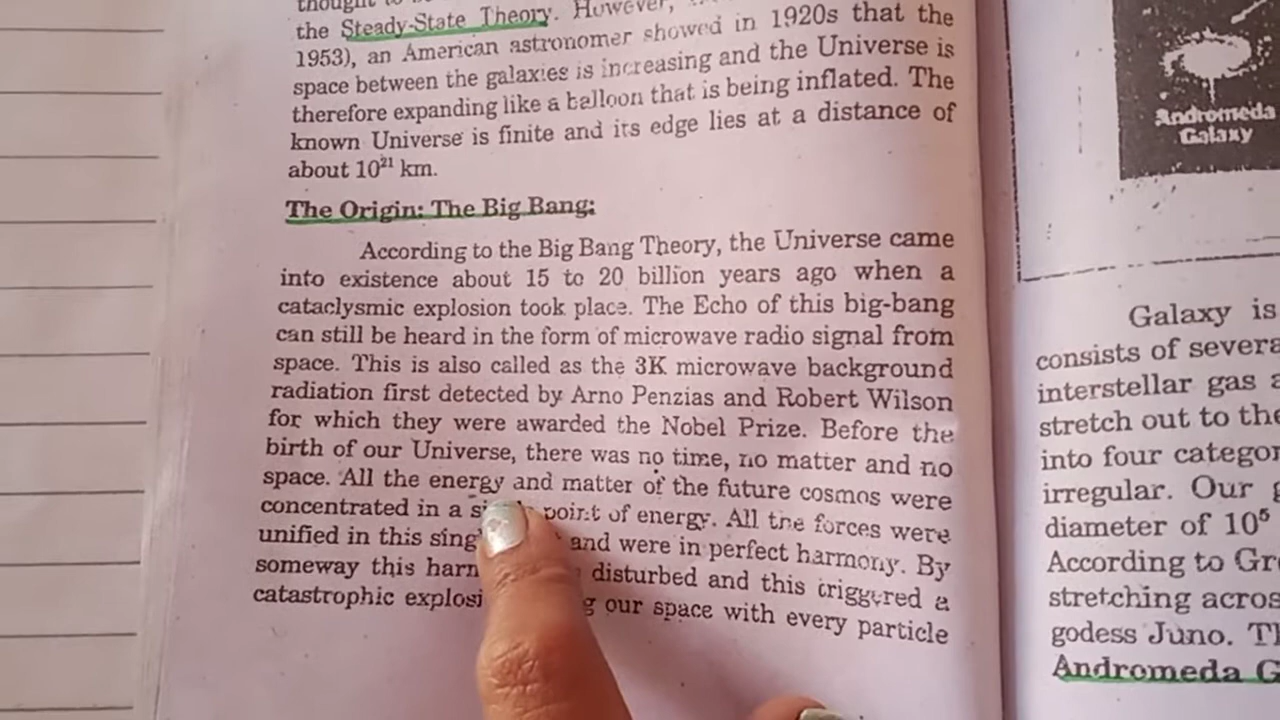 thought to be
the Steady-State Theory. However,
1953), an American astronomer showed in 1920s that the
space between the galaxies is increasing and the Universe is
therefore expanding like a balloon that is being inflated. The
known Universe is finite and its edge lies at a distance of
about 10²¹ km.
The Origin: The Big Bang:
According to the Big Bang Theory, the Universe came
into existence about 15 to 20 billion years ago when a
cataclysmic explosion took place. The Echo of this big-bang
can still be heard in the form of microwave radio signal from
space. This is also called as the 3K microwave background
radiation first detected by Arno Penzias and Robert Wilson
for which they were awarded the Nobel Prize. Before the
birth of our Universe, there was no time, no matter and no
space. All the energy and matter of the future cosmos were
concentrated in a point of energy. All the forces were
unified in this sing and were in perfect harmony. By
someway this harn disturbed and this triggered a
catastrophic explosi g our space with every particle
Andromeda
Galaxy
Galaxy is
consists of severa
interstellar gas
stretch out to the
into four categor
irregular. Our
diameter of 10⁵
According to Gr
stretching acros
godess Juno. Th
Andromeda G